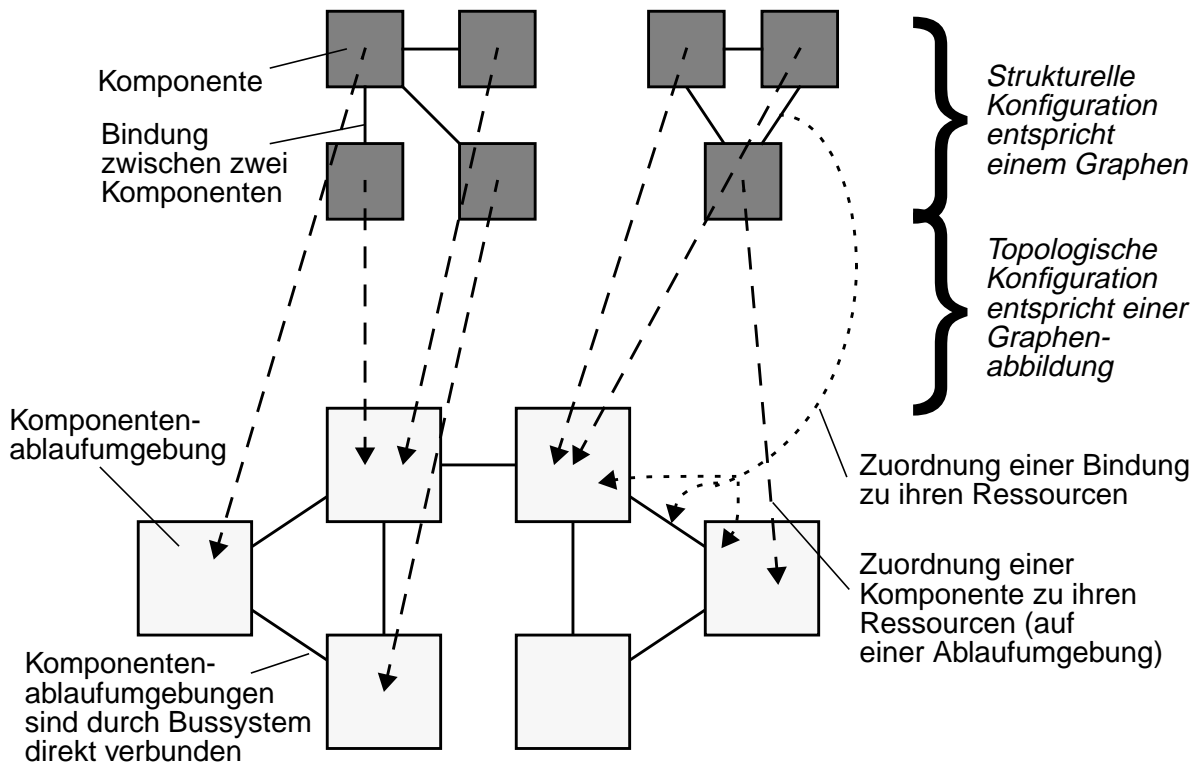 Komponente
Bindung
zwischen zwei
Komponenten
Strukturelle
Konfiguration
entspricht
einem Graphen
Topologische
Konfiguration
entspricht einer
Graphen-
abbildung
Komponenten-
ablaufumgebung
Zuordnung einer Bindung
zu ihren Ressourcen
Zuordnung einer
Komponente zu ihren
Ressourcen (auf
einer Ablaufumgebung)
Komponenten-
ablaufumgebungen
sind durch Bussystem
direkt verbunden